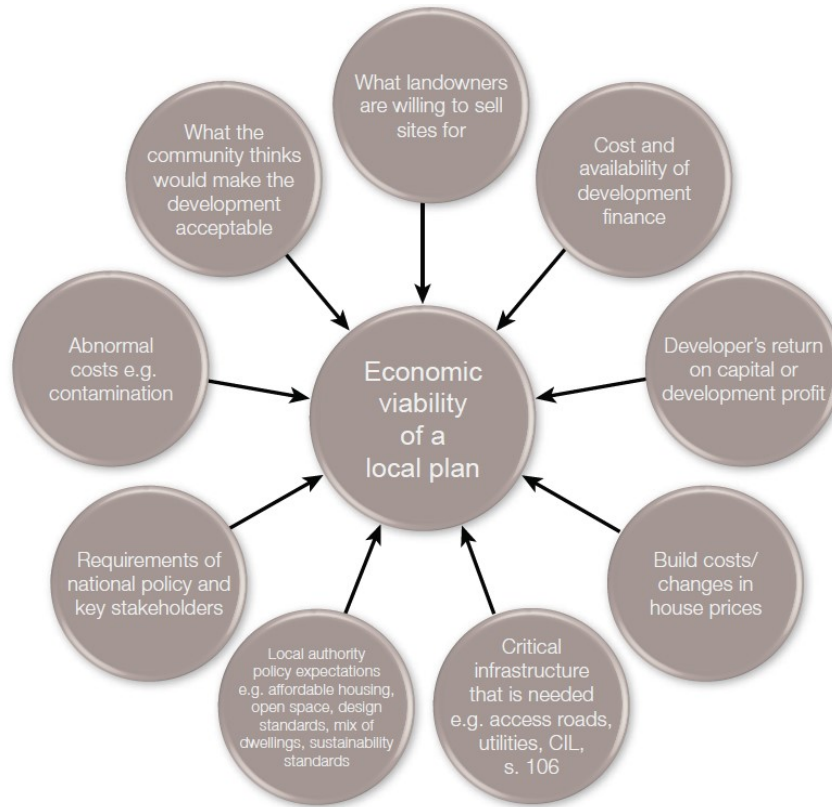 What landowners
are willing to sell
sites for
Cost and
availability of
development
finance
Developer's return
on capital or
development profit
Build costs/
changes in
house prices
Critical
infrastructure
that is needed
e.g. access roads,
utilities, CIL,
s. 106
Local authority
policy expectations
e.g. affordable housing,
open space, design
standards, mix of
dwellings, sustainability
standards
Requirements of
national policy and
key stakeholders
Abnormal
costs e.g.
contamination
What the
community thinks
would make the
development
acceptable
Economic
viability
of a
local plan